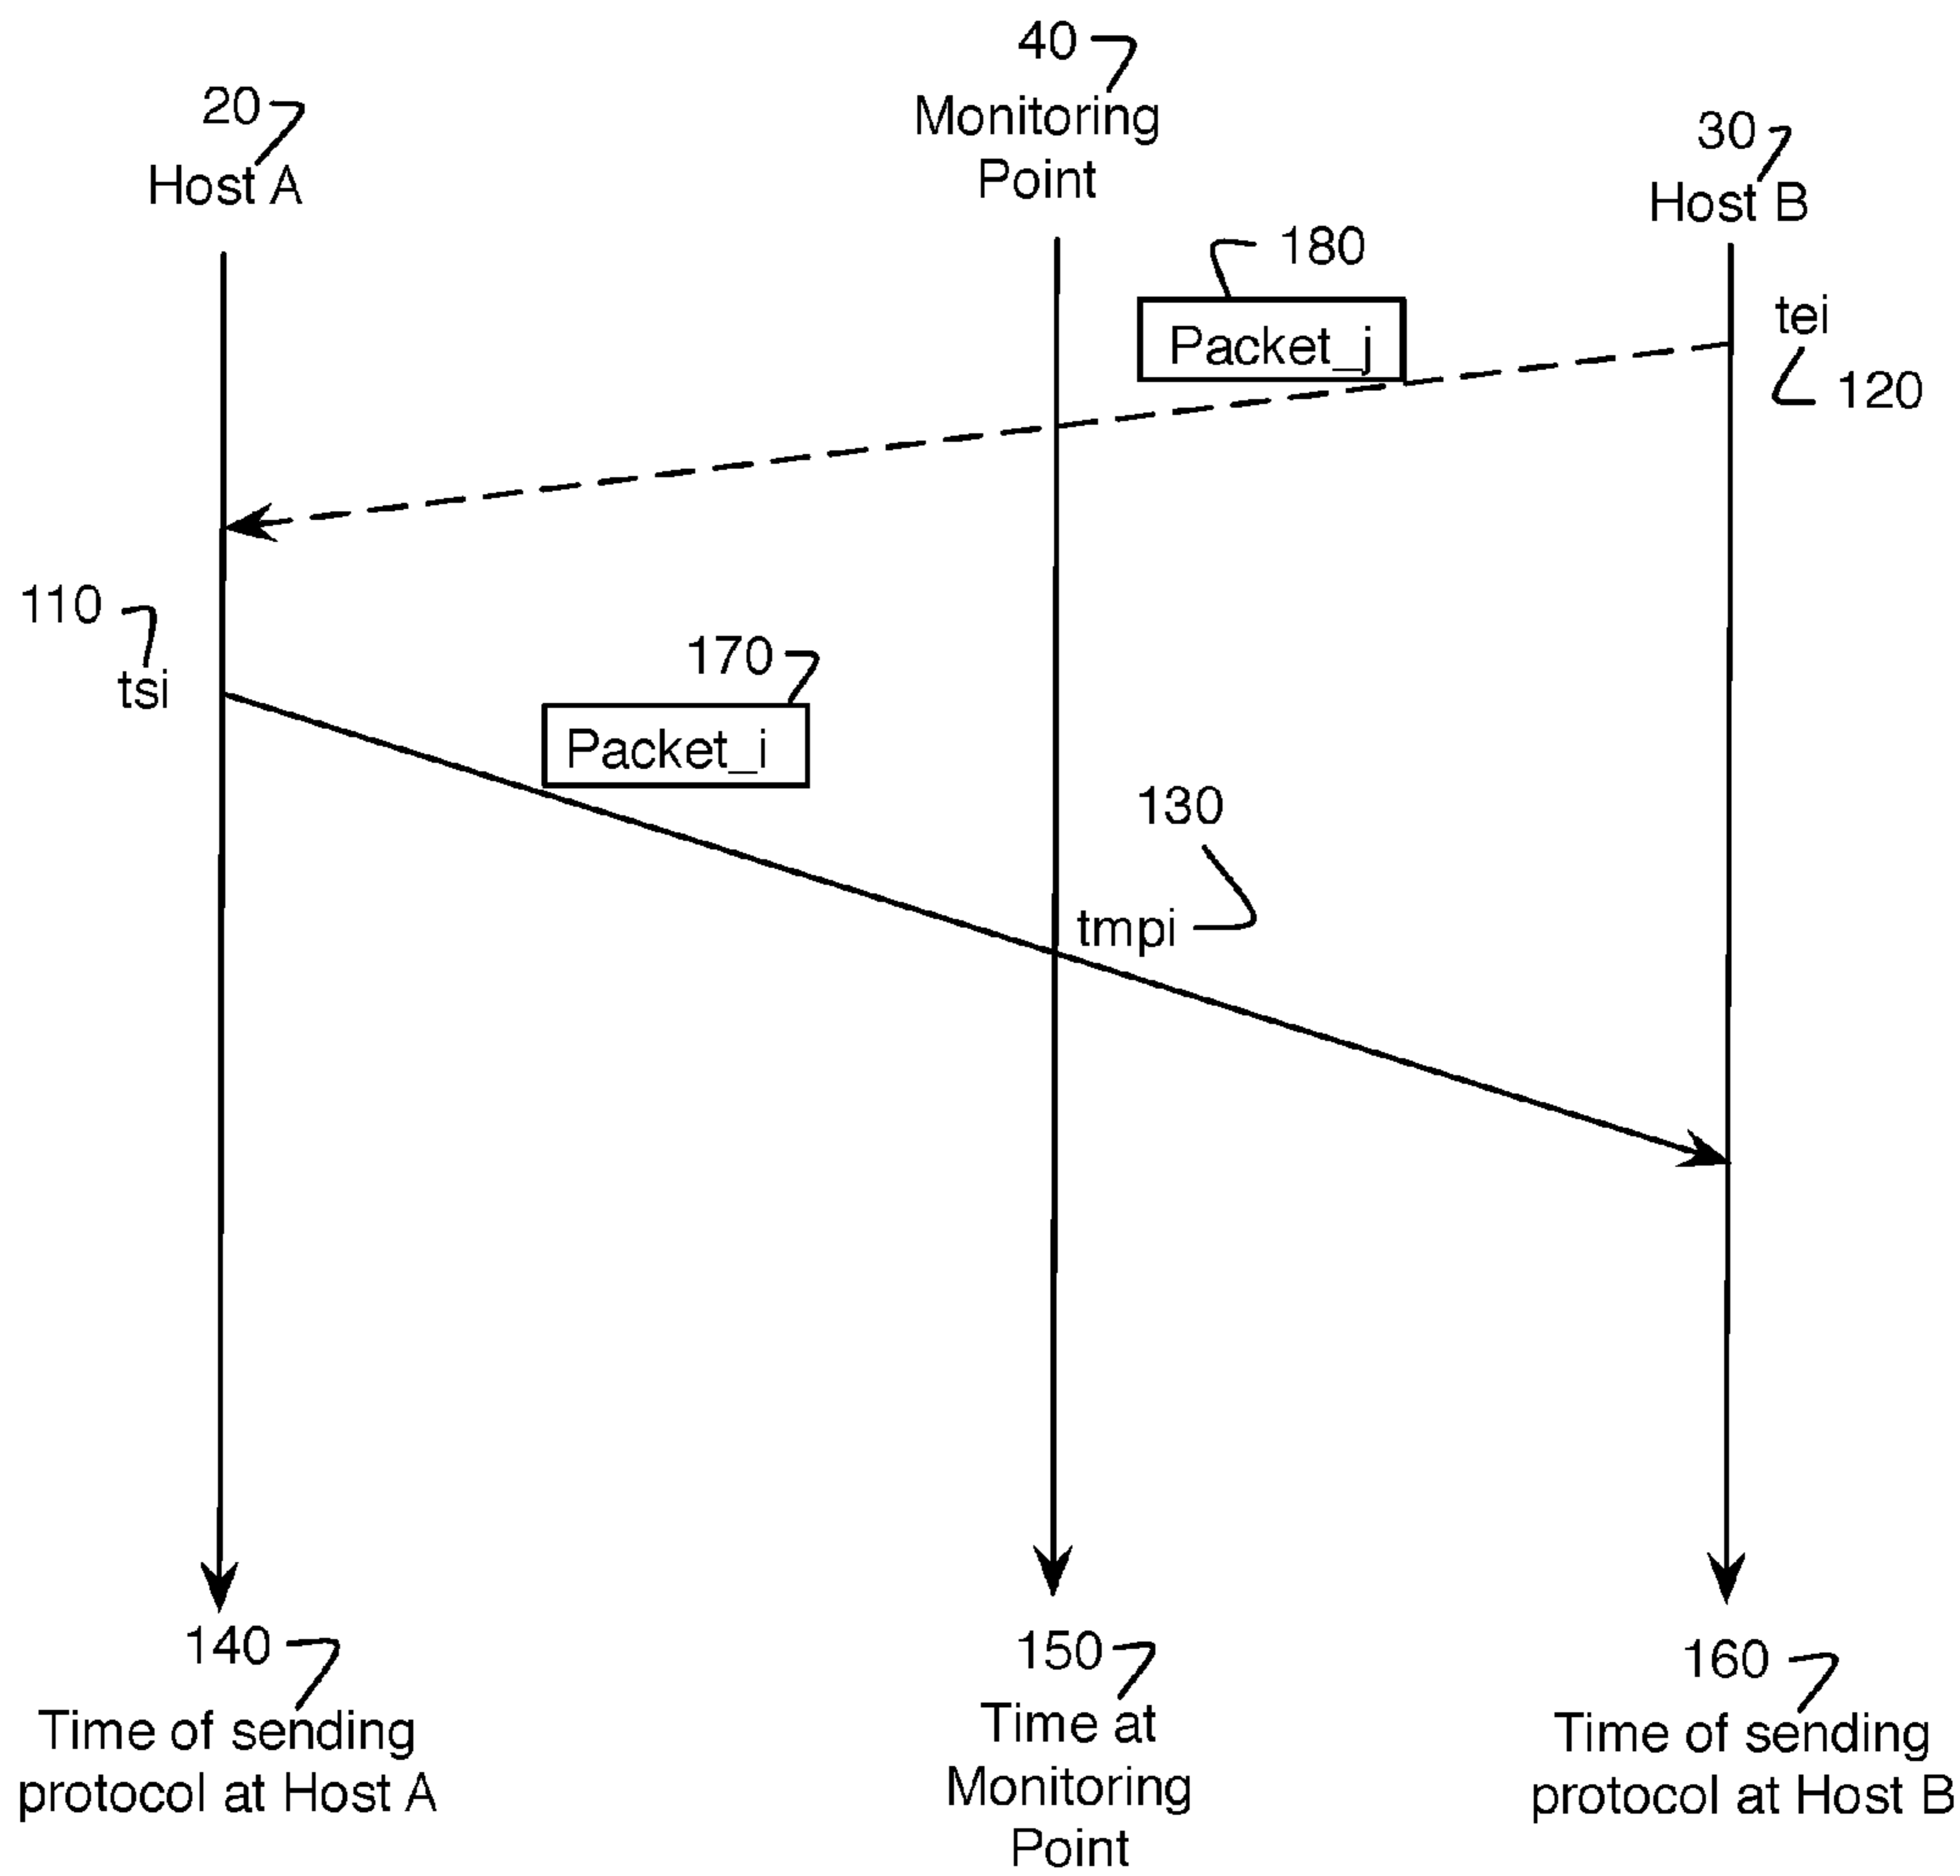 40
Monitoring
Point
20
Host A
30
Host B
180
Packet_j
tei
120
110
tsi
170
Packet_i
130
tmpi
140
Time of sending
protocol at Host A
150
Time at
Monitoring
Point
160
Time of sending
protocol at Host B